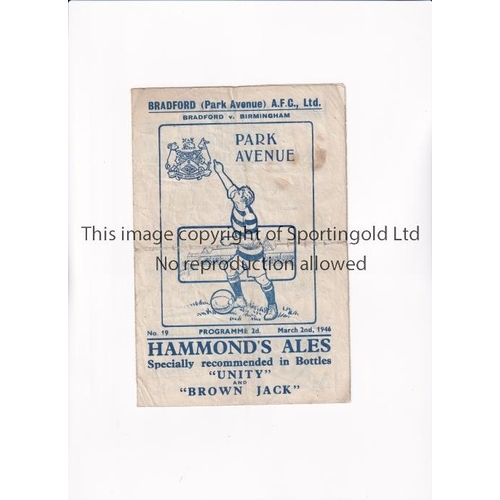 BRADFORD (Park Avenue) A.F.C., Ltd.
BRADFORD v. BIRMINGHAM
PARK
AVENUE
This image copyright of Sportingold Ltd
No reproduction allowed
No. 19 PROGRAMME 2d. March 2nd, 1946
HAMMOND'S ALES
Specially recommended in Bottles
"UNITY"
AND
"BROWN JACK"